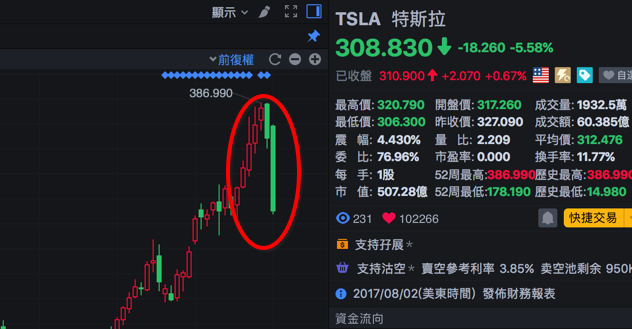 顯示
前復權
386.990
TSLA 特斯拉
308.830 -18.260 -5.58%
已收盤 310.900 +2.070 +0.67% 自選
最高價: 320.790 開盤價: 317.260 成交量: 1932.5萬
最低價: 306.300 昨收價: 327.090 成交額: 60.385億
震 幅: 4.430% 量 比: 2.209 平均價: 312.476
委 比: 76.96% 市盈率: 0.000 換手率: 11.77%
每 手: 1股 52周最高: 386.990 歷史最高: 386.990
市 值: 507.28億 52周最低: 178.190 歷史最低: 14.980
231 102266 快捷交易
支持孖展*
支持沽空* 賣空參考利率 3.85% 卖空池剩余 950K
2017/08/02(美東時間) 發佈財務報表
資金流向